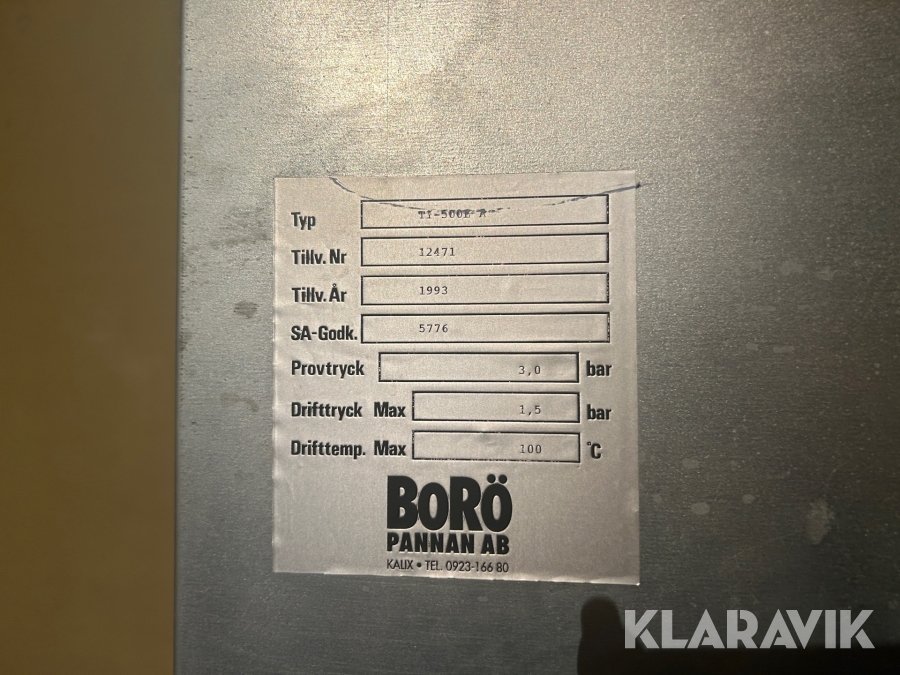 Typ TI-500E A
Tillv. Nr 12471
Tillv. År 1993
SA-Godk. 5776
Provtryck 3,0 bar
Drifttryck Max 1,5 bar
Drifttemp. Max 100 °C
BORÖ
PANNAN AB
KALIX • TEL. 0923-166 80
KLARAVIK